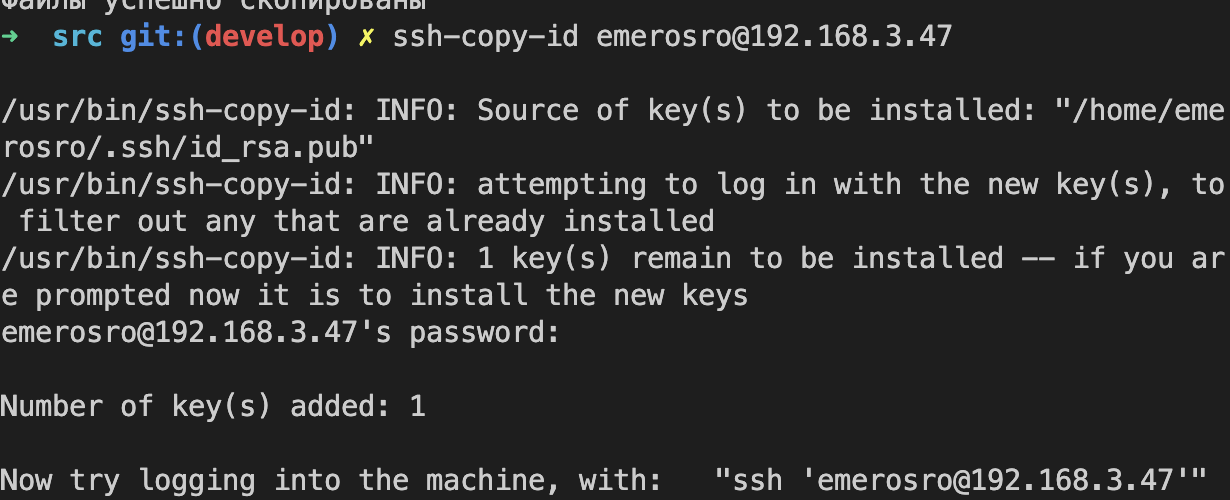 Файлы успешно скопированы
→ src git:(develop) ✗ ssh-copy-id emerosro@192.168.3.47
/usr/bin/ssh-copy-id: INFO: Source of key(s) to be installed: "/home/eme
rosro/.ssh/id_rsa.pub"
/usr/bin/ssh-copy-id: INFO: attempting to log in with the new key(s), to
 filter out any that are already installed
/usr/bin/ssh-copy-id: INFO: 1 key(s) remain to be installed -- if you ar
e prompted now it is to install the new keys
emerosro@192.168.3.47's password:
Number of key(s) added: 1
Now try logging into the machine, with:   "ssh 'emerosro@192.168.3.47'"